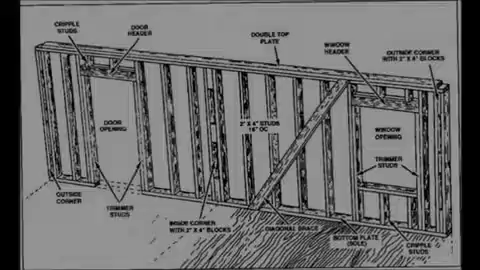 CRIPPLE
STUDS
DOOR
HEADER
DOUBLE TOP
PLATE
WINDOW
HEADER
OUTSIDE CORNER
WITH 2" X 4" BLOCKS
DOOR
OPENING
2" X 4" STUDS
16" OC
WINDOW
OPENING
TRIMMER
STUDS
OUTSIDE
CORNER
TRIMMER
STUDS
INSIDE CORNER
WITH 2" X 4" BLOCKS
DIAGONAL BRACE
BOTTOM PLATE
(SOLE)
CRIPPLE
STUDS